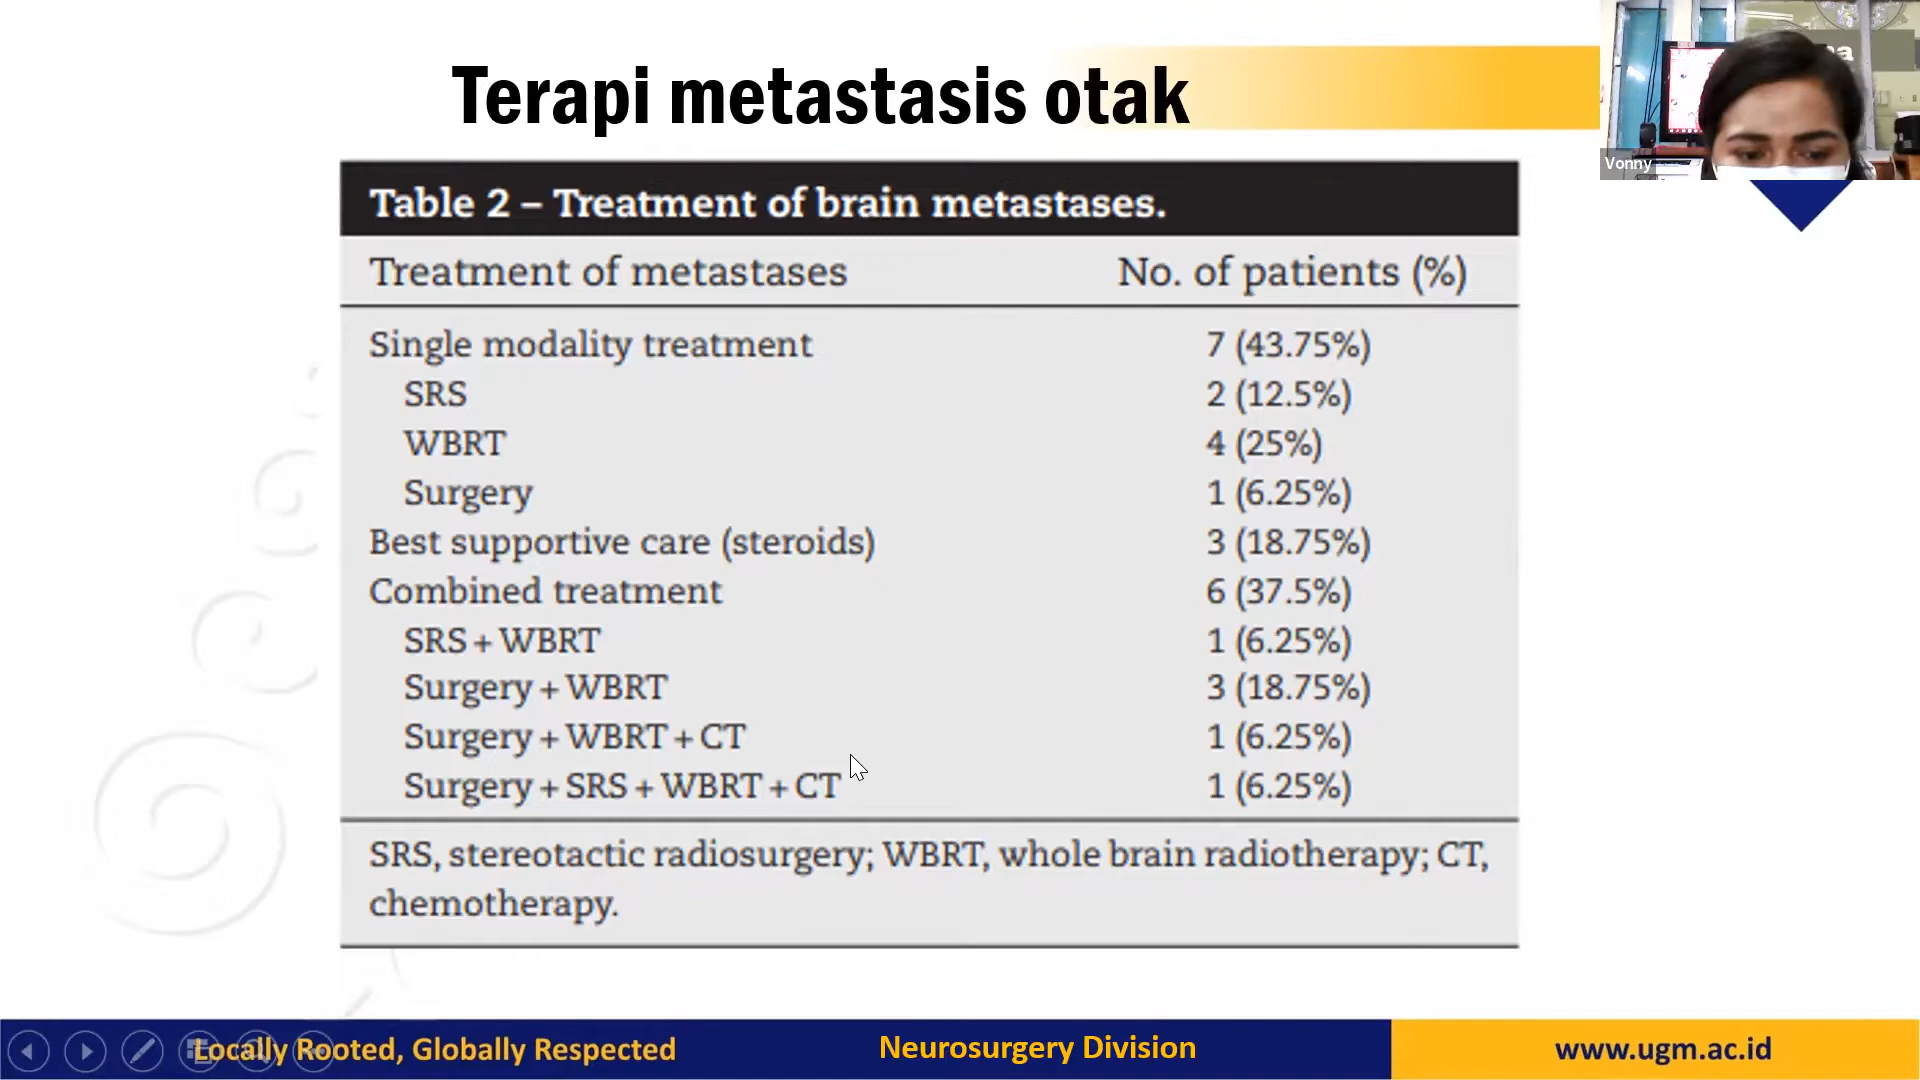 Terapi metastasis otak
Vonny
Table 2 – Treatment of brain metastases.
Treatment of metastases No. of patients (%)
Single modality treatment 7 (43.75%)
SRS 2 (12.5%)
WBRT 4 (25%)
Surgery 1 (6.25%)
Best supportive care (steroids) 3 (18.75%)
Combined treatment 6 (37.5%)
SRS + WBRT 1 (6.25%)
Surgery + WBRT 3 (18.75%)
Surgery + WBRT + CT 1 (6.25%)
Surgery + SRS + WBRT + CT 1 (6.25%)
SRS, stereotactic radiosurgery; WBRT, whole brain radiotherapy; CT,
chemotherapy.
Locally Rooted, Globally Respected
Neurosurgery Division
www.ugm.ac.id